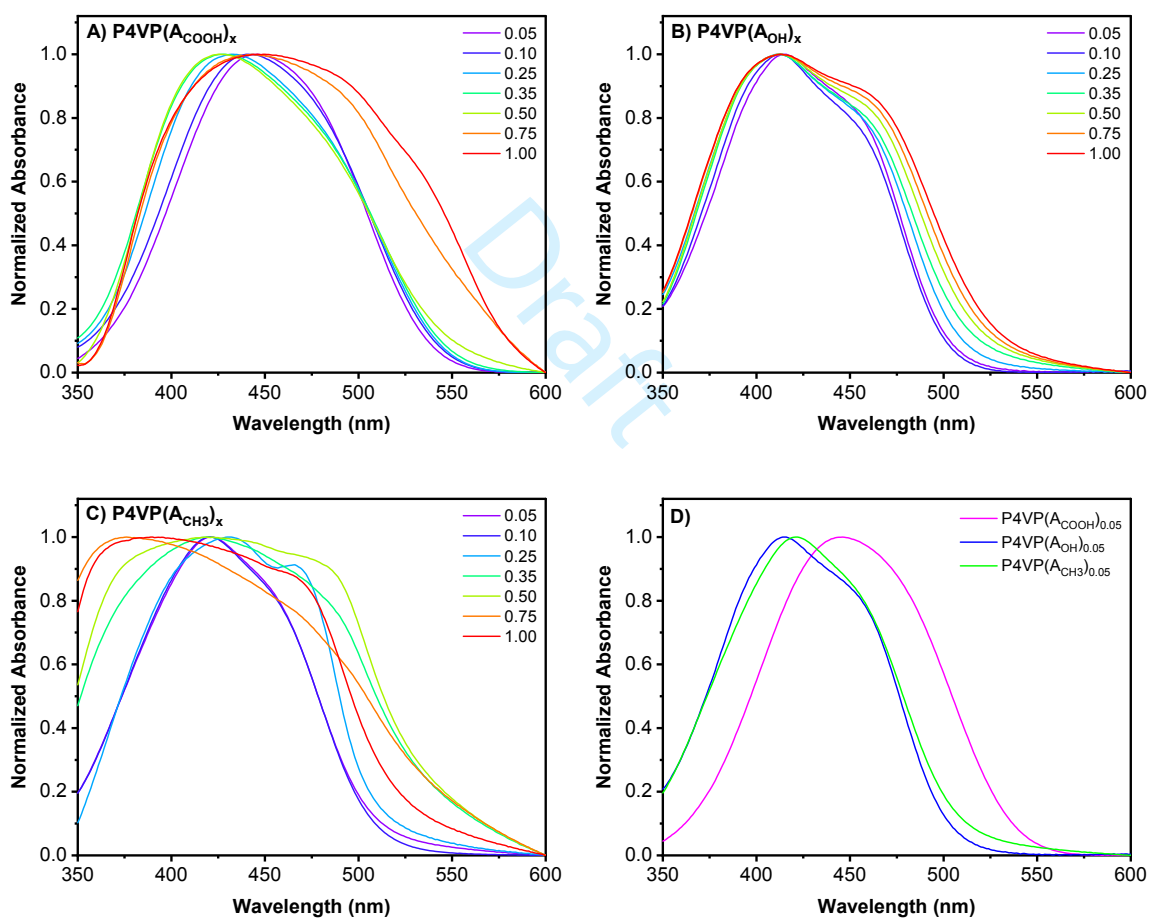 A) P4VP(A_COOH)_x
0.05
0.10
0.25
0.35
0.50
0.75
1.00
1.0
0.8
0.6
0.4
0.2
0.0
Normalized Absorbance
350 400 450 500 550 600
Wavelength (nm)
B) P4VP(A_OH)_x
0.05
0.10
0.25
0.35
0.50
0.75
1.00
1.0
0.8
0.6
0.4
0.2
0.0
Normalized Absorbance
350 400 450 500 550 600
Wavelength (nm)
Draft
C) P4VP(A_CH3)_x
0.05
0.10
0.25
0.35
0.50
0.75
1.00
1.0
0.8
0.6
0.4
0.2
0.0
Normalized Absorbance
350 400 450 500 550 600
Wavelength (nm)
D)
P4VP(A_COOH)_0.05
P4VP(A_OH)_0.05
P4VP(A_CH3)_0.05
1.0
0.8
0.6
0.4
0.2
0.0
Normalized Absorbance
350 400 450 500 550 600
Wavelength (nm)